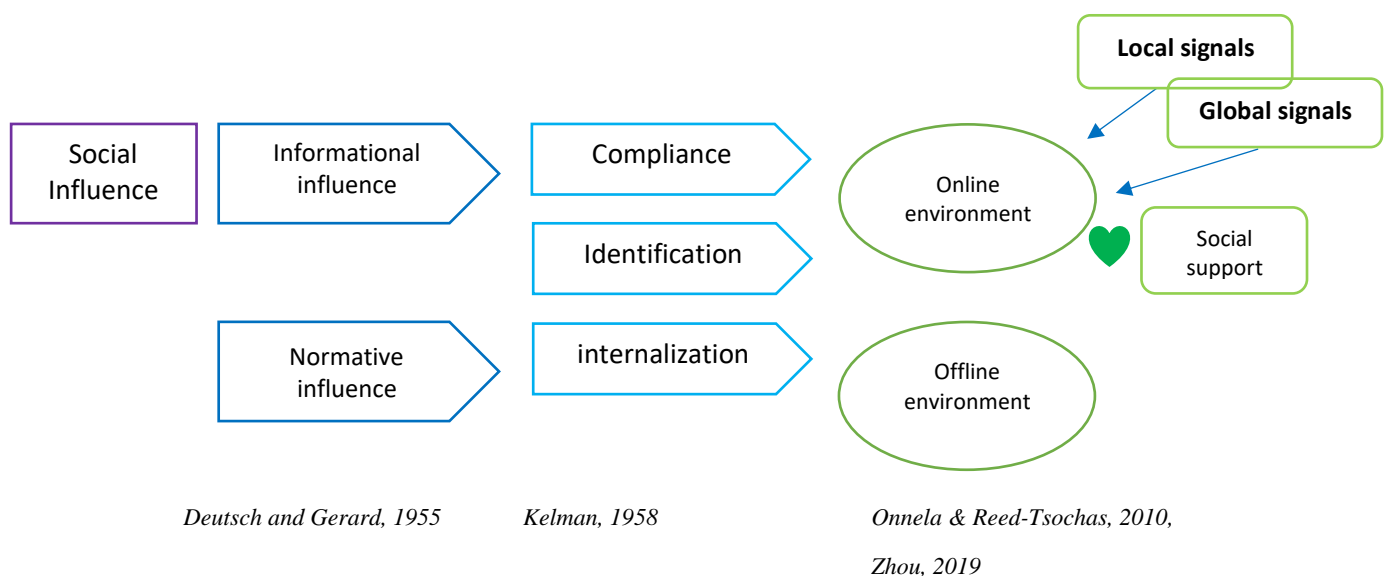 Local signals
Global signals
Social
Influence
Informational
influence
Compliance
Online
environment
Identification
Social
support
Normative
influence
internalization
Offline
environment
Deutsch and Gerard, 1955
Kelman, 1958
Onnela & Reed-Tsochas, 2010,
Zhou, 2019